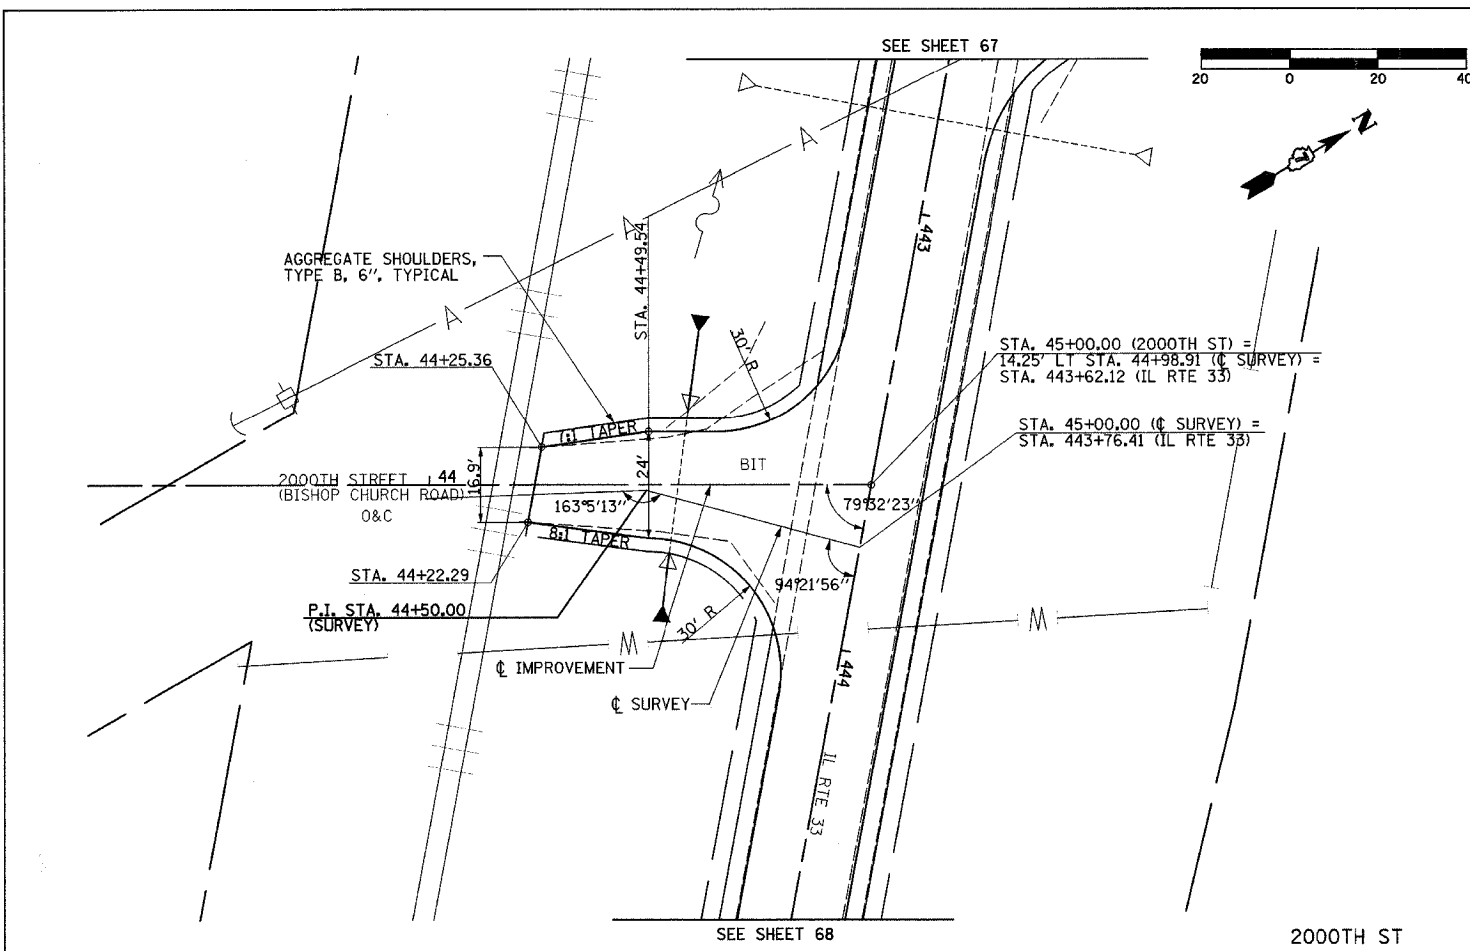 SEE SHEET 67
20 0 20 40
N
A
A
A
443
STA. 44+49.54
AGGREGATE SHOULDERS,
TYPE B, 6", TYPICAL
30' R
STA. 44+25.36
STA. 45+00.00 (2000TH ST) =
14.25' LT STA. 44+98.91 (℄ SURVEY) =
STA. 443+62.12 (IL RTE 33)
STA. 45+00.00 (℄ SURVEY) =
STA. 443+76.41 (IL RTE 33)
7:1 TAPER
24'
BIT
2000TH STREET 44
(BISHOP CHURCH ROAD)
16.9'
O&C
163°5'13"
79°32'23"
8:1 TAPER
STA. 44+22.29
94°21'56"
P.I. STA. 44+50.00
(SURVEY)
30' R
M
M
℄ IMPROVEMENT
℄ SURVEY
444
IL RTE 33
SEE SHEET 68
2000TH ST